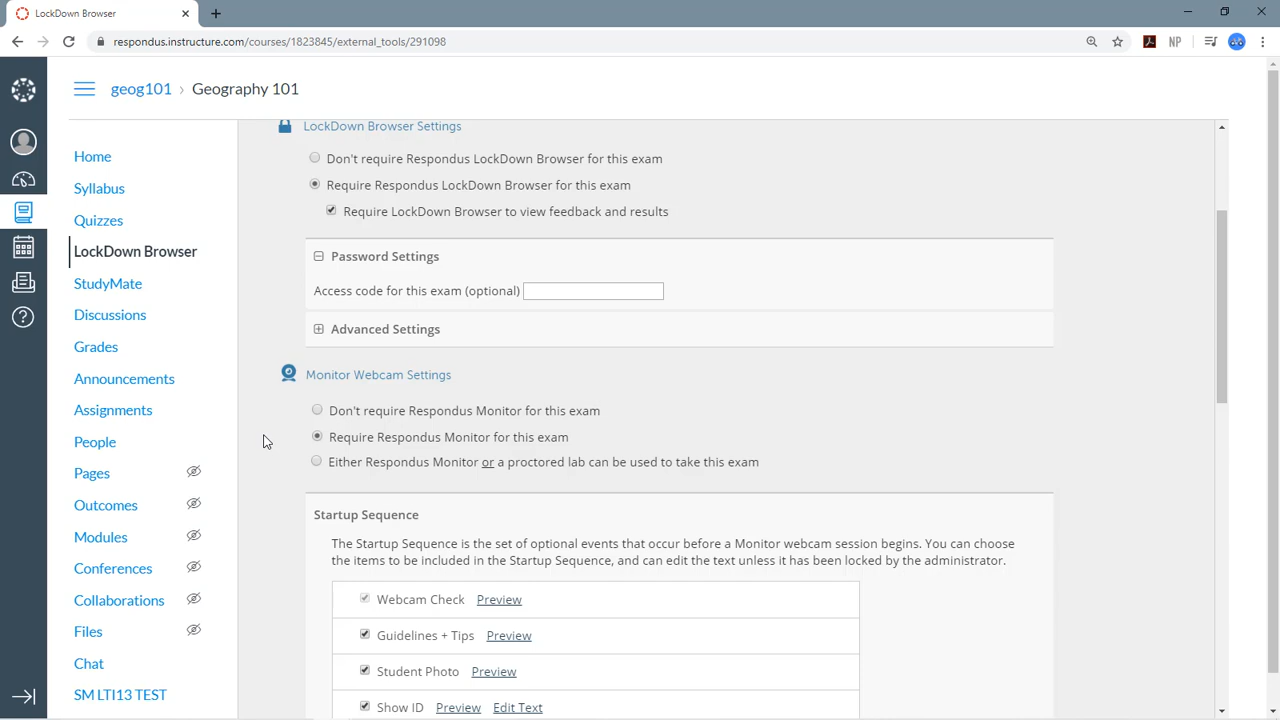 LockDown Browser
respondus.instructure.com/courses/1823845/external_tools/291098
NP
geog101 › Geography 101
Home
Syllabus
Quizzes
LockDown Browser
StudyMate
Discussions
Grades
Announcements
Assignments
People
Pages
Outcomes
Modules
Conferences
Collaborations
Files
Chat
SM LTI13 TEST
LockDown Browser Settings
Don't require Respondus LockDown Browser for this exam
Require Respondus LockDown Browser for this exam
Require LockDown Browser to view feedback and results
Password Settings
Access code for this exam (optional)
Advanced Settings
Monitor Webcam Settings
Don't require Respondus Monitor for this exam
Require Respondus Monitor for this exam
Either Respondus Monitor or a proctored lab can be used to take this exam
Startup Sequence
The Startup Sequence is the set of optional events that occur before a Monitor webcam session begins. You can choose
the items to be included in the Startup Sequence, and can edit the text unless it has been locked by the administrator.
Webcam Check Preview
Guidelines + Tips Preview
Student Photo Preview
Show ID Preview Edit Text